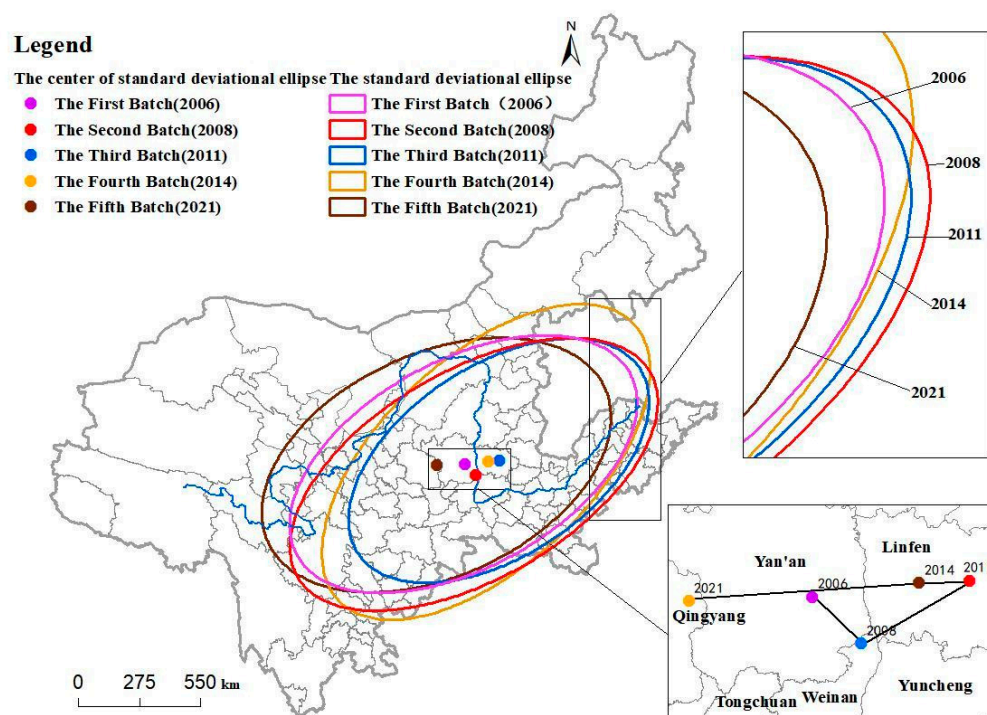 N
Legend
The center of standard deviational ellipse The standard deviational ellipse
The First Batch(2006) The First Batch（2006）
The Second Batch(2008) The Second Batch(2008)
The Third Batch(2011) The Third Batch(2011)
The Fourth Batch(2014) The Fourth Batch(2014)
The Fifth Batch(2021) The Fifth Batch(2021)
2006
2008
2011
2014
2021
Linfen
Yan'an
2014 201
2021 2006
Qingyang
2008
Yuncheng
Tongchuan Weinan
0 275 550 km